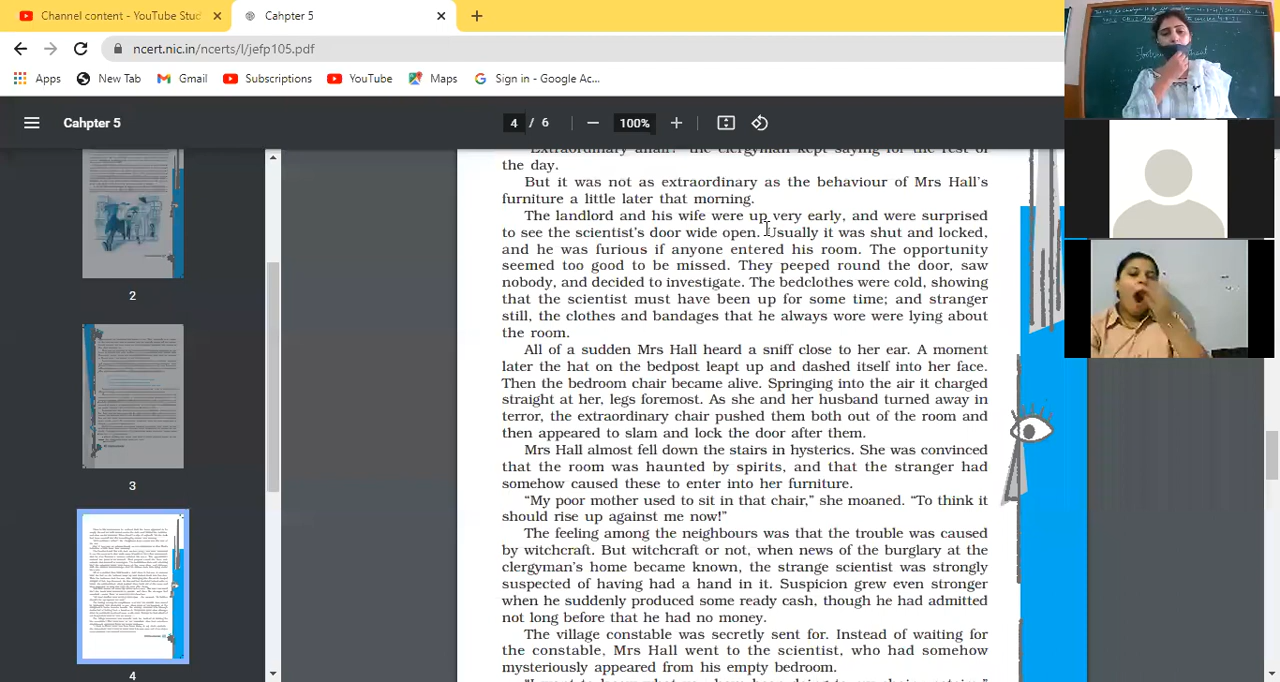 Channel content - YouTube Stud
Cahpter 5
ncert.nic.in/ncerts/l/jefp105.pdf
Apps
New Tab
Gmail
Subscriptions
YouTube
Maps
Sign in - Google Ac...
Cahpter 5
4 / 6
100%
2
3
4
"Extraordinary affair!" the clergyman kept saying for the rest of
the day.
But it was not as extraordinary as the behaviour of Mrs Hall's
furniture a little later that morning.
The landlord and his wife were up very early, and were surprised
to see the scientist's door wide open. Usually it was shut and locked,
and he was furious if anyone entered his room. The opportunity
seemed too good to be missed. They peeped round the door, saw
nobody, and decided to investigate. The bedclothes were cold, showing
that the scientist must have been up for some time; and stranger
still, the clothes and bandages that he always wore were lying about
the room.
All of a sudden Mrs Hall heard a sniff close to her ear. A moment
later the hat on the bedpost leapt up and dashed itself into her face.
Then the bedroom chair became alive. Springing into the air it charged
straight at her, legs foremost. As she and her husband turned away in
terror, the extraordinary chair pushed them both out of the room and
then appeared to slam and lock the door after them.
Mrs Hall almost fell down the stairs in hysterics. She was convinced
that the room was haunted by spirits, and that the stranger had
somehow caused these to enter into her furniture.
“My poor mother used to sit in that chair,” she moaned. “To think it
should rise up against me now!”
The feeling among the neighbours was that the trouble was caused
by witchcraft. But witchcraft or not, when news of the burglary at the
clergyman's home became known, the strange scientist was strongly
suspected of having had a hand in it. Suspicion grew even stronger
when he suddenly produced some ready cash, though he had admitted
not long before that he had no money.
The village constable was secretly sent for. Instead of waiting for
the constable, Mrs Hall went to the scientist, who had somehow
mysteriously appeared from his empty bedroom.